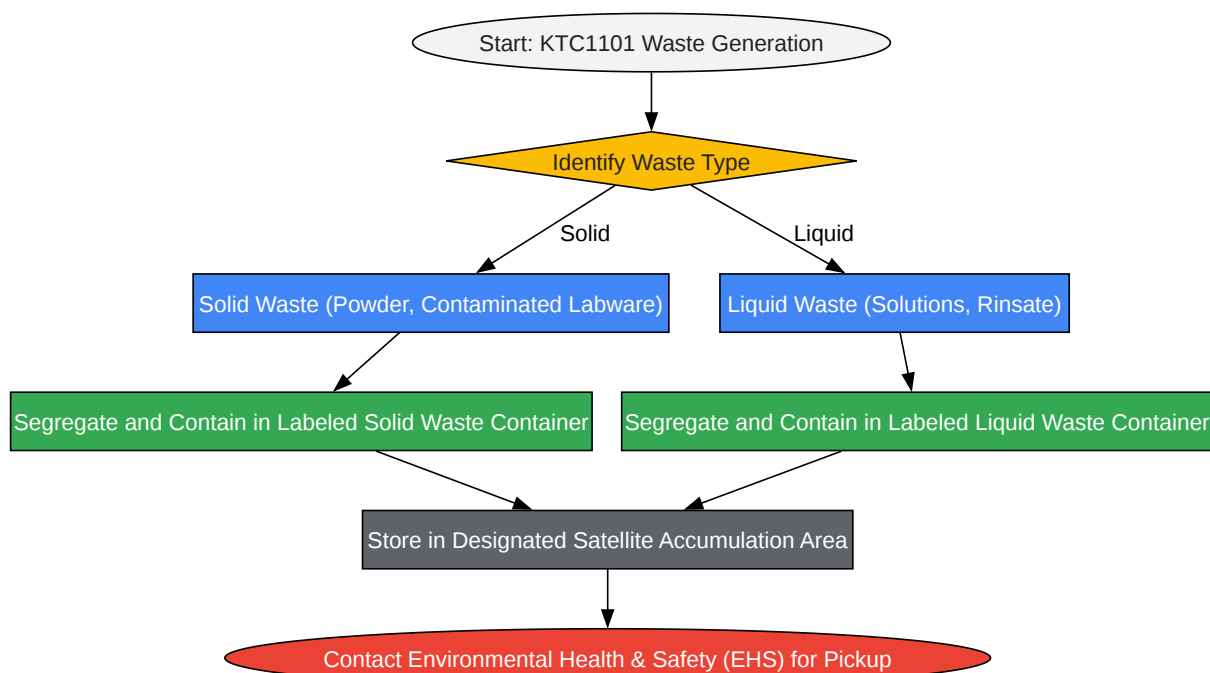 Start: KTC1101 Waste Generation
Identify Waste Type
Solid
Liquid
Solid Waste (Powder, Contaminated Labware)
Liquid Waste (Solutions, Rinsate)
Segregate and Contain in Labeled Solid Waste Container
Segregate and Contain in Labeled Liquid Waste Container
Store in Designated Satellite Accumulation Area
Contact Environmental Health & Safety (EHS) for Pickup